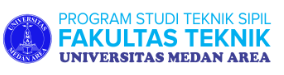 PROGRAM STUDI TEKNIK SIPIL
FAKULTAS TEKNIK
UNIVERSITAS MEDAN AREA